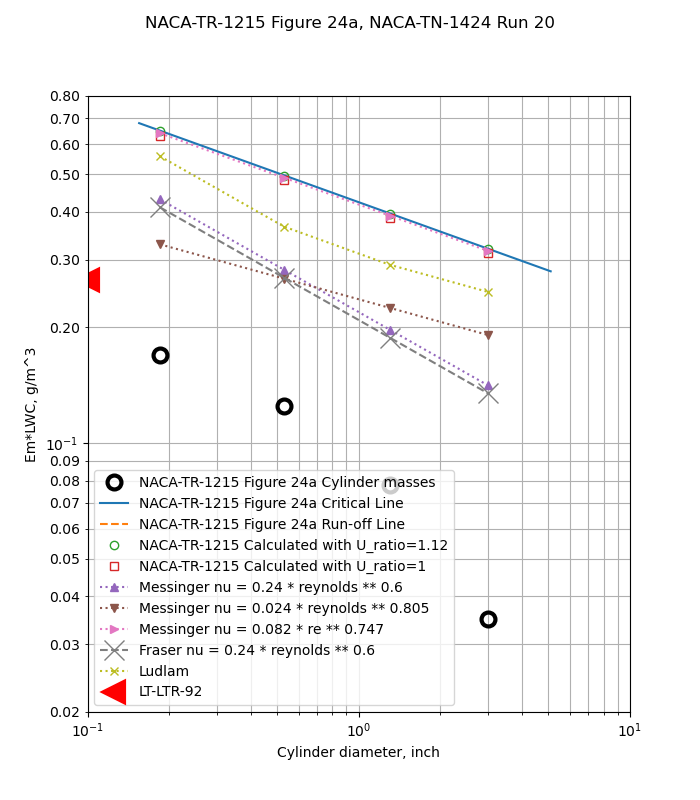 NACA-TR-1215 Figure 24a, NACA-TN-1424 Run 20
0.80
0.70
0.60
0.50
0.40
0.30
0.20
10⁻¹
0.09
0.08
0.07
0.06
0.05
0.04
0.03
0.02
Em*LWC, g/m^3
NACA-TR-1215 Figure 24a Cylinder masses
NACA-TR-1215 Figure 24a Critical Line
NACA-TR-1215 Figure 24a Run-off Line
NACA-TR-1215 Calculated with U_ratio=1.12
NACA-TR-1215 Calculated with U_ratio=1
Messinger nu = 0.24 * reynolds ** 0.6
Messinger nu = 0.024 * reynolds ** 0.805
Messinger nu = 0.082 * re ** 0.747
Fraser nu = 0.24 * reynolds ** 0.6
Ludlam
LT-LTR-92
10⁻¹ 10⁰ 10¹
Cylinder diameter, inch